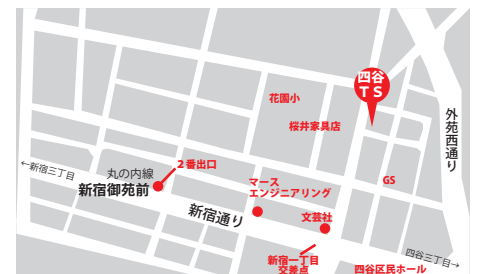 四谷
ＴＳ
花園小
桜井家具店
外苑西通り
丸の内線
２番出口
←新宿三丁目
新宿御苑前
マース
エンジニアリング
GS
新宿通り
文芸社
新宿一丁目
交差点
四谷三丁目→
四谷区民ホール